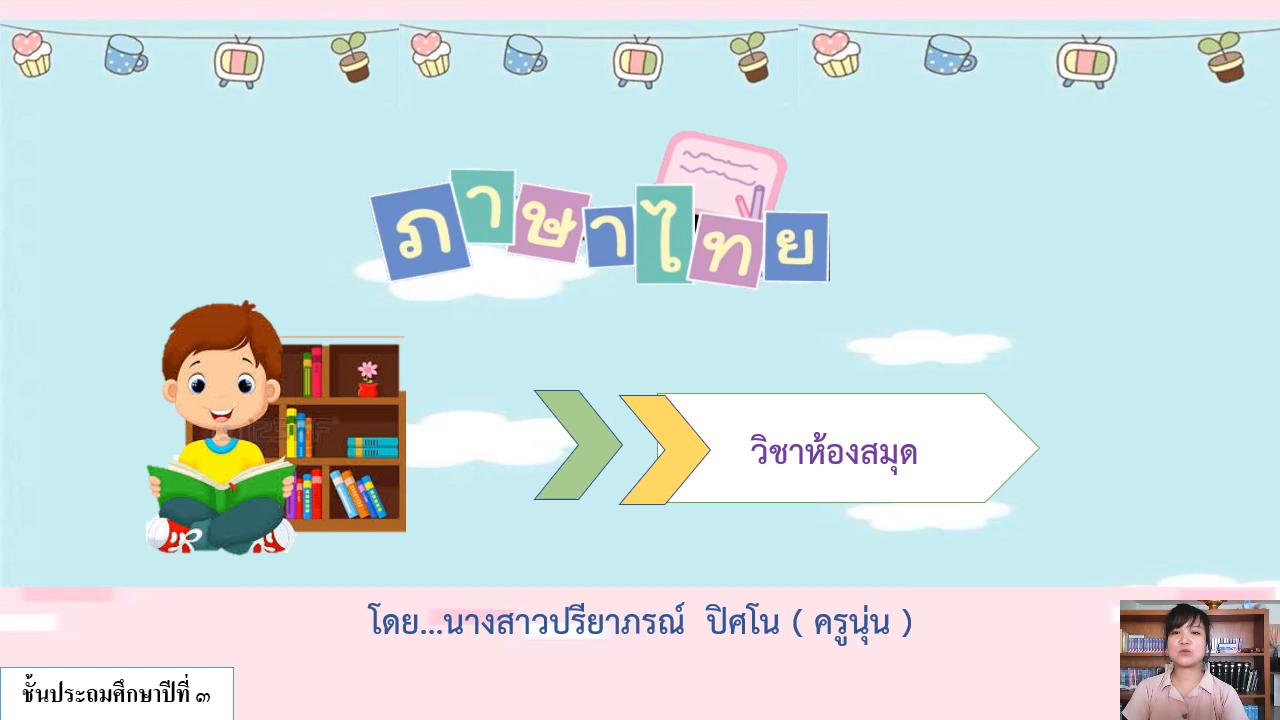 ภาษาไทย
วิชาห้องสมุด
โดย...นางสาวปรียาภรณ์ ปิศโน ( ครูนุ่น )
ชั้นประถมศึกษาปีที่ ๓